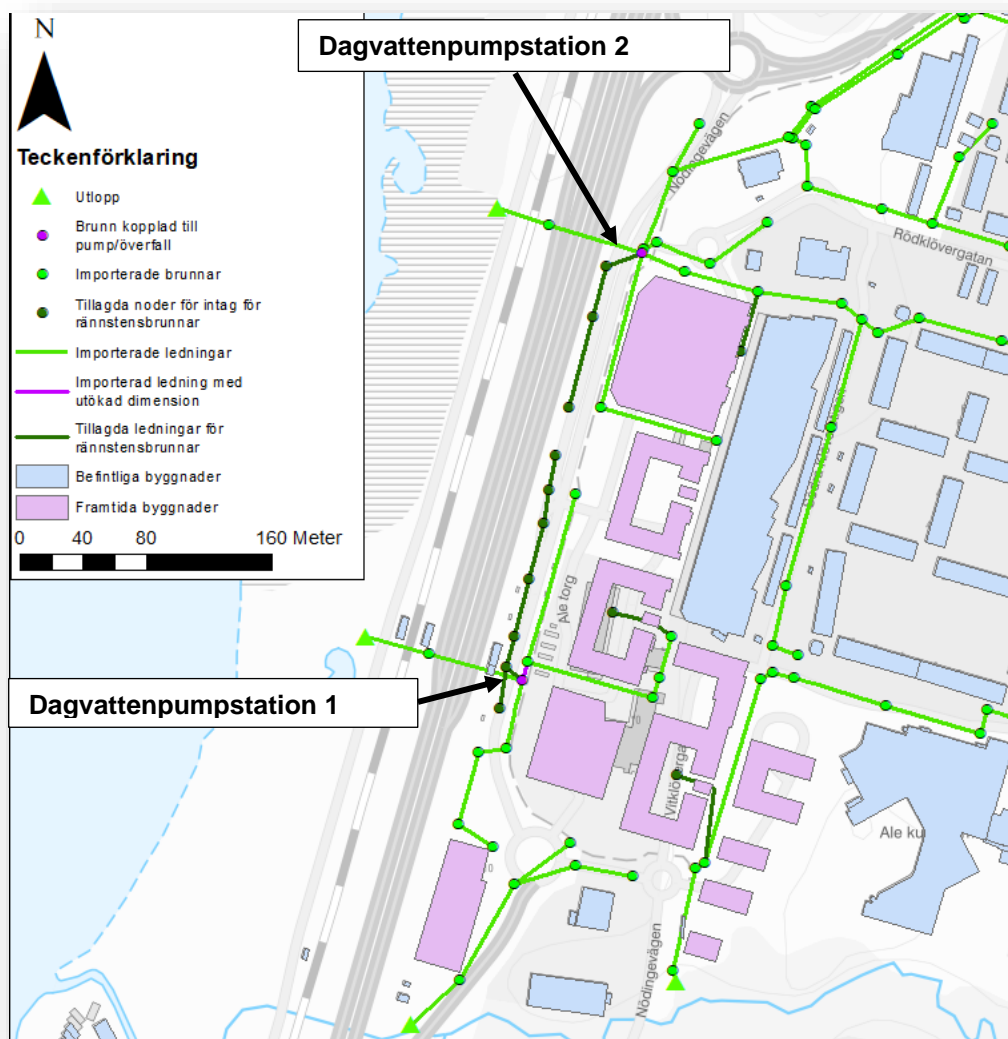 N
Dagvattenpumpstation 2
Teckenförklaring
Utlopp
Brunn kopplad till
pump/överfall
Importerade brunnar
Tillagda noder för intag för
rännstensbrunnar
Importerade ledningar
Importerad ledning med
utökad dimension
Tillagda ledningar för
rännstensbrunnar
Befintliga byggnader
Framtida byggnader
0 40 80 160 Meter
Nödingevägen
Rödklövergatan
Ale torg
Dagvattenpumpstation 1
Vitklöverga
Ale ku
Nödingevägen